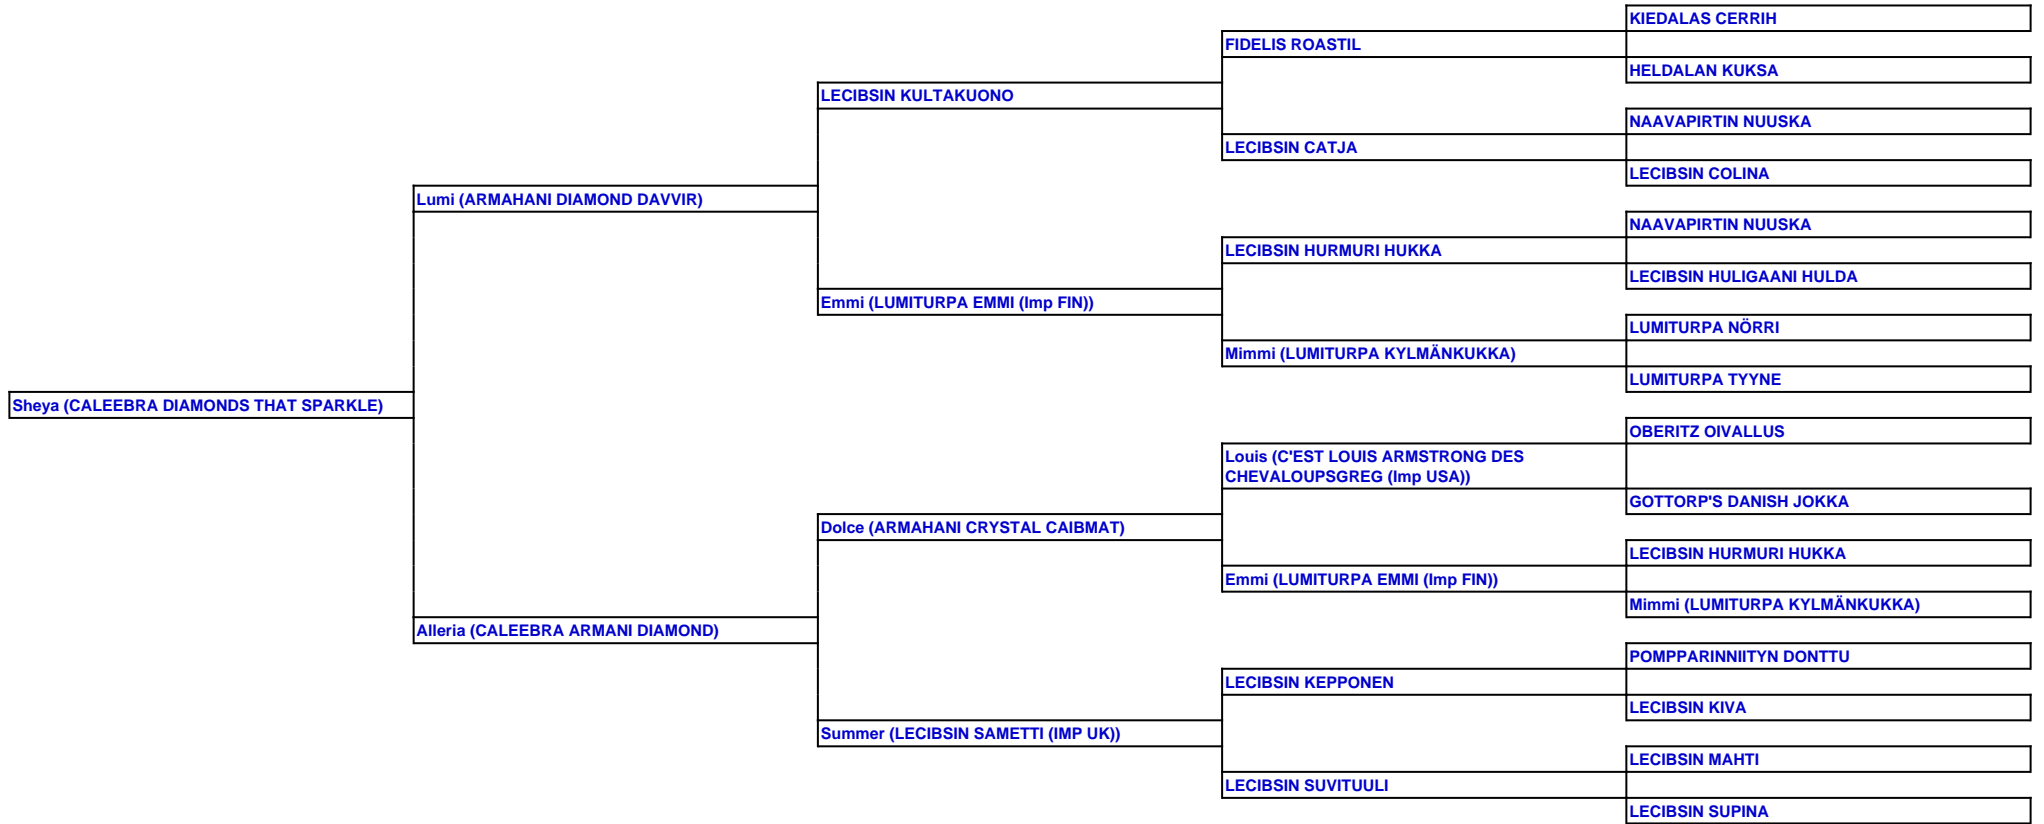 KIEDALAS CERRIH
FIDELIS ROASTIL
HELDALAN KUKSA
LECIBSIN KULTAKUONO
NAAVAPIRTIN NUUSKA
LECIBSIN CATJA
LECIBSIN COLINA
Lumi (ARMAHANI DIAMOND DAVVIR)
NAAVAPIRTIN NUUSKA
LECIBSIN HURMURI HUKKA
LECIBSIN HULIGAANI HULDA
Emmi (LUMITURPA EMMI (Imp FIN))
LUMITURPA NÖRRI
Mimmi (LUMITURPA KYLMÄNKUKKA)
LUMITURPA TYYNE
Sheya (CALEEBRA DIAMONDS THAT SPARKLE)
OBERITZ OIVALLUS
Louis (C'EST LOUIS ARMSTRONG DES
CHEVALOUPSGREG (Imp USA))
GOTTORP'S DANISH JOKKA
Dolce (ARMAHANI CRYSTAL CAIBMAT)
LECIBSIN HURMURI HUKKA
Emmi (LUMITURPA EMMI (Imp FIN))
Mimmi (LUMITURPA KYLMÄNKUKKA)
Alleria (CALEEBRA ARMANI DIAMOND)
POMPPARINNIITYN DONTTU
LECIBSIN KEPPONEN
LECIBSIN KIVA
Summer (LECIBSIN SAMETTI (IMP UK))
LECIBSIN MAHTI
LECIBSIN SUVITUULI
LECIBSIN SUPINA